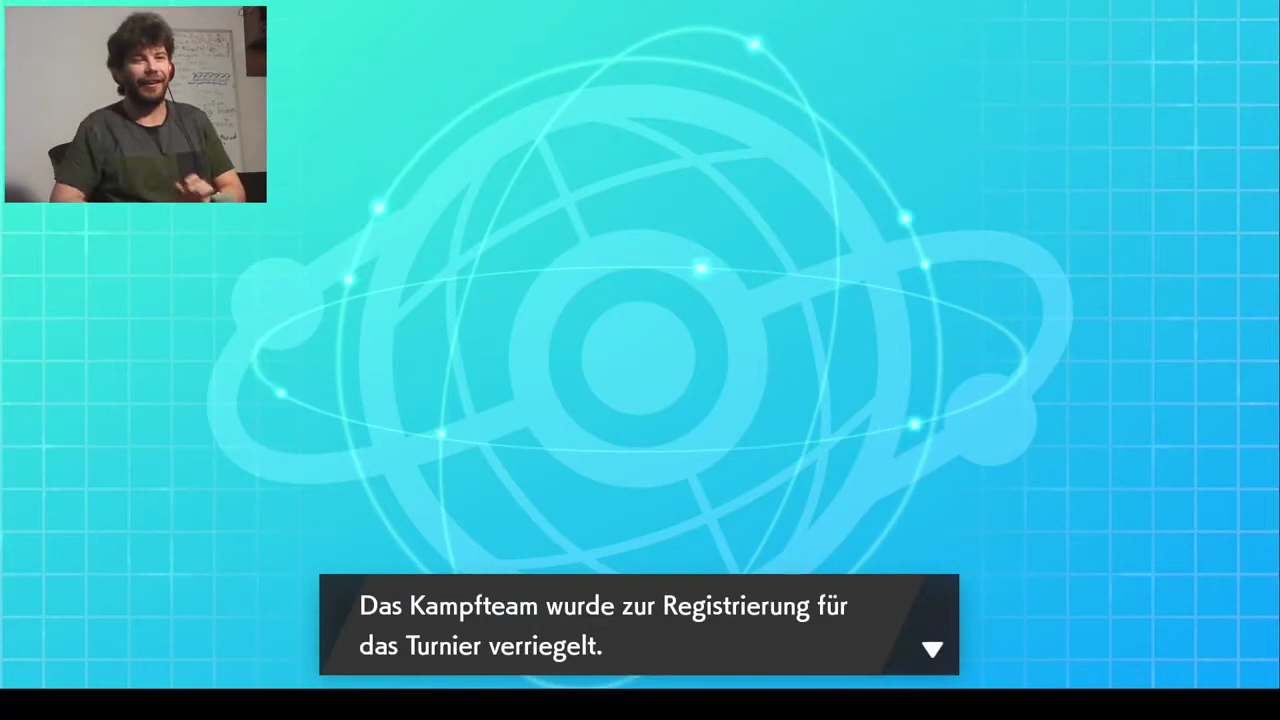 Das Kampfteam wurde zur Registrierung für
das Turnier verriegelt.